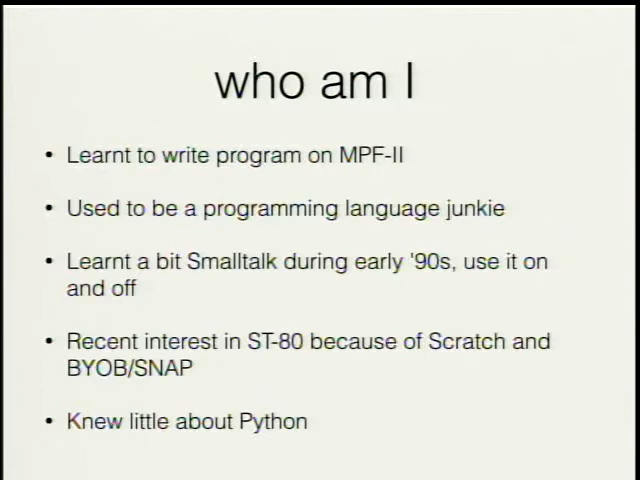 who am I
• Learnt to write program on MPF-II
• Used to be a programming language junkie
• Learnt a bit Smalltalk during early '90s, use it on
and off
• Recent interest in ST-80 because of Scratch and
BYOB/SNAP
• Knew little about Python